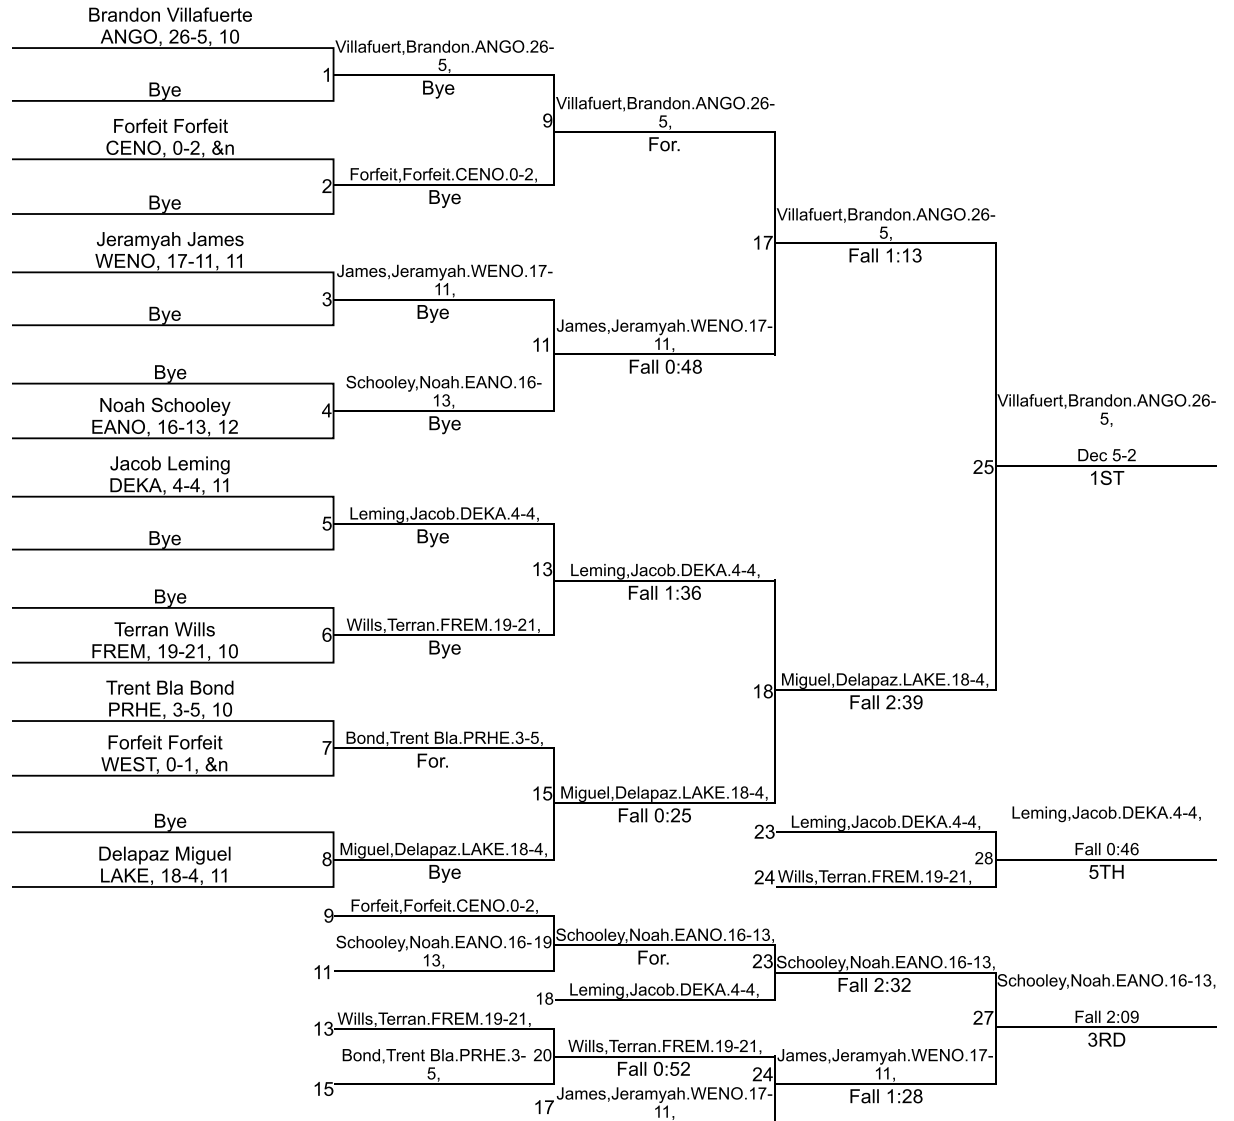 Brandon Villafuerte
ANGO, 26-5, 10
Villafuert,Brandon.ANGO.26-
5,
1
Bye
Bye
Villafuert,Brandon.ANGO.26-
5,
9
For.
Forfeit Forfeit
CENO, 0-2, &n
Forfeit,Forfeit.CENO.0-2,
2
Bye
Bye
Villafuert,Brandon.ANGO.26-
5,
17
Fall 1:13
Jeramyah James
WENO, 17-11, 11
James,Jeramyah.WENO.17-
11,
3
Bye
Bye
James,Jeramyah.WENO.17-
11,
11
Fall 0:48
Bye
Schooley,Noah.EANO.16-
13,
4
Noah Schooley
EANO, 16-13, 12
Bye
Villafuert,Brandon.ANGO.26-
5,
Dec 5-2
25
1ST
Jacob Leming
DEKA, 4-4, 11
Leming,Jacob.DEKA.4-4,
5
Bye
Bye
13
Leming,Jacob.DEKA.4-4,
Fall 1:36
Bye
Terran Wills
FREM, 19-21, 10
6
Wills,Terran.FREM.19-21,
Bye
18
Miguel,Delapaz.LAKE.18-4,
Fall 2:39
Trent Bla Bond
PRHE, 3-5, 10
Forfeit Forfeit
WEST, 0-1, &n
7
Bond,Trent Bla.PRHE.3-5,
For.
15
Miguel,Delapaz.LAKE.18-4,
Fall 0:25
Bye
Delapaz Miguel
LAKE, 18-4, 11
8
Miguel,Delapaz.LAKE.18-4,
Bye
23
Leming,Jacob.DEKA.4-4,
24
Wills,Terran.FREM.19-21,
28
Leming,Jacob.DEKA.4-4,
Fall 0:46
5TH
9
Forfeit,Forfeit.CENO.0-2,
Schooley,Noah.EANO.16-19
13,
11
Schooley,Noah.EANO.16-13,
For.
18
Leming,Jacob.DEKA.4-4,
23
Schooley,Noah.EANO.16-13,
Fall 2:32
13
Wills,Terran.FREM.19-21,
Bond,Trent Bla.PRHE.3-
5,
20
15
Wills,Terran.FREM.19-21,
Fall 0:52
17
James,Jeramyah.WENO.17-
11,
24
James,Jeramyah.WENO.17-
11,
Fall 1:28
27
Schooley,Noah.EANO.16-13,
Fall 2:09
3RD